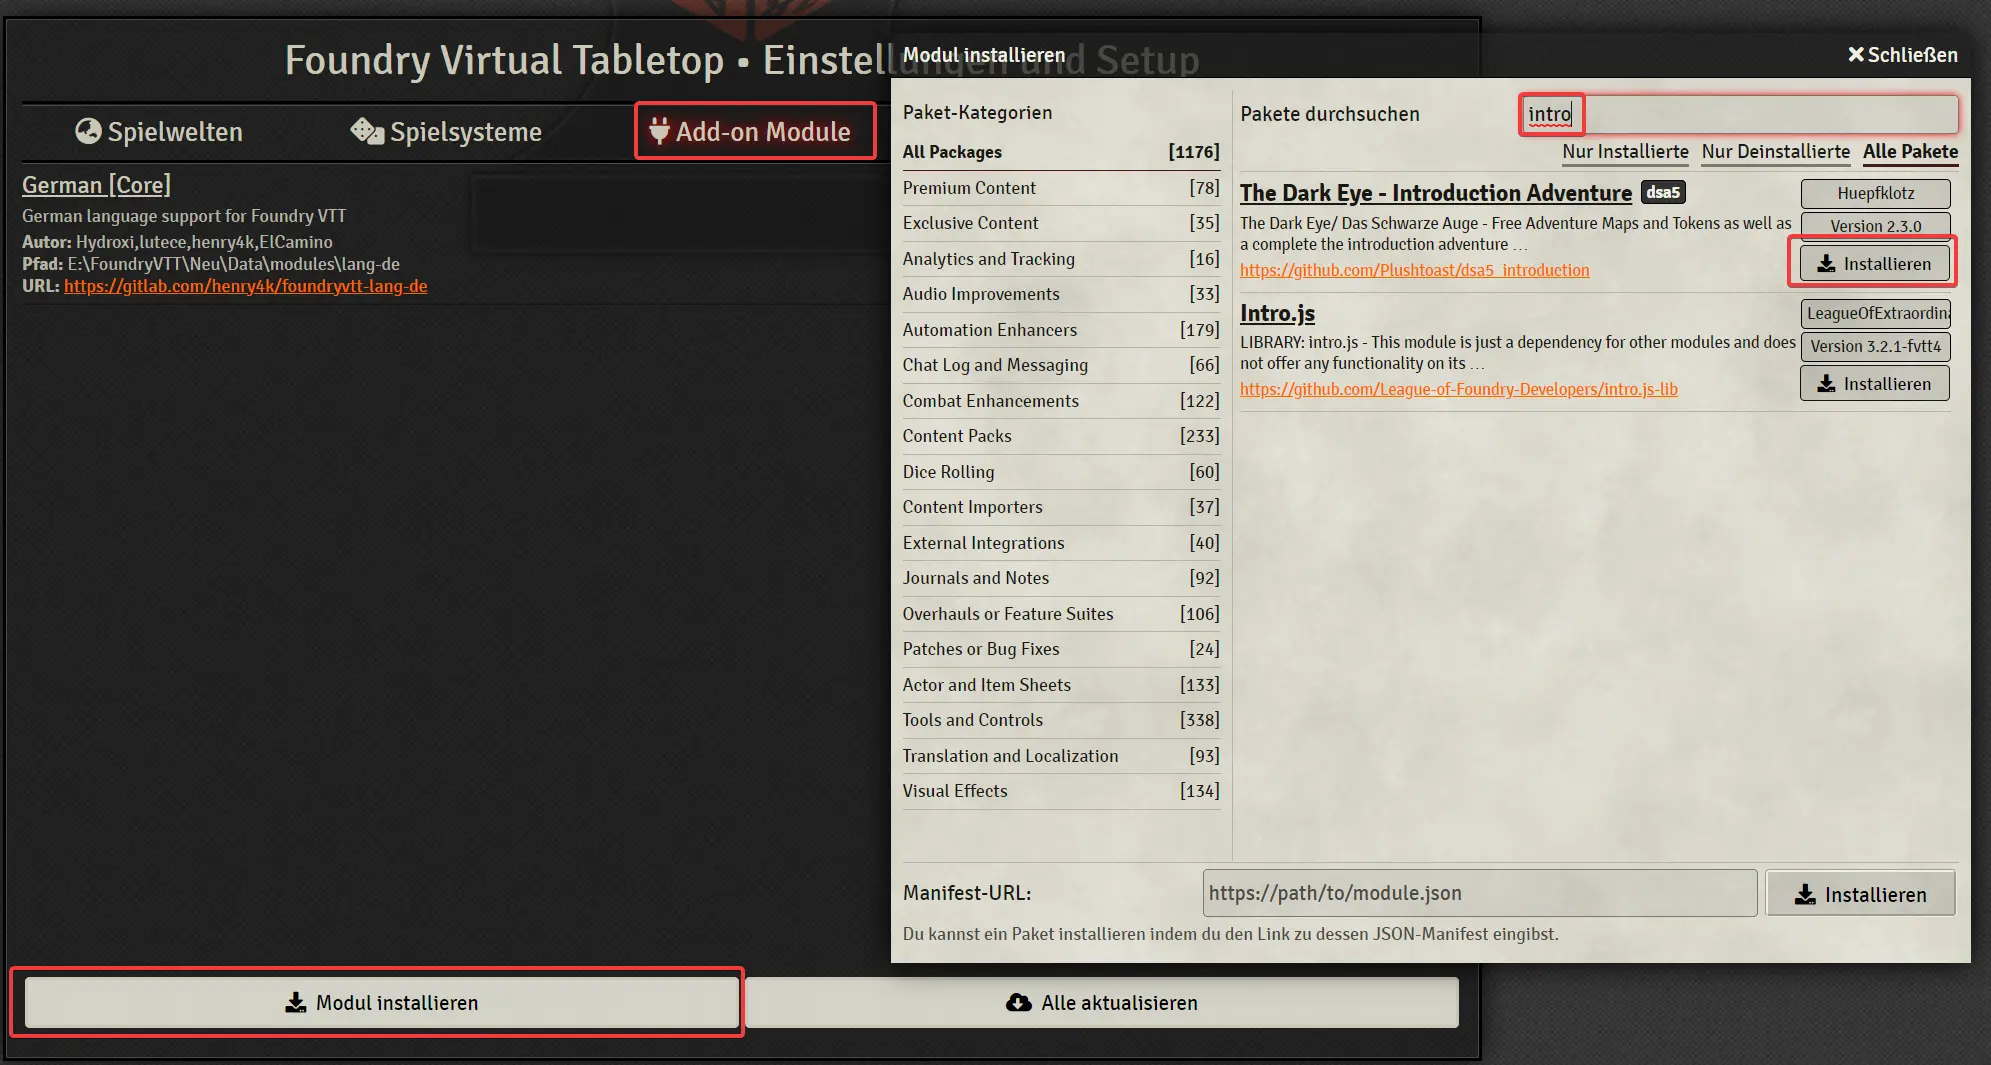 Foundry Virtual Tabletop • Einstellungen und Setup
Spielwelten
Spielsysteme
Add-on Module
German [Core]
German language support for Foundry VTT
Autor: Hydroxi,lutece,henry4k,ElCamino
Pfad: E:\FoundryVTT\Neu\Data\modules\lang-de
URL: https://gitlab.com/henry4k/foundryvtt-lang-de
Modul installieren
Alle aktualisieren
Modul installieren
Schließen
Paket-Kategorien
All Packages [1176]
Premium Content [78]
Exclusive Content [35]
Analytics and Tracking [16]
Audio Improvements [33]
Automation Enhancers [179]
Chat Log and Messaging [66]
Combat Enhancements [122]
Content Packs [233]
Dice Rolling [60]
Content Importers [37]
External Integrations [40]
Journals and Notes [92]
Overhauls or Feature Suites [106]
Patches or Bug Fixes [24]
Actor and Item Sheets [133]
Tools and Controls [338]
Translation and Localization [93]
Visual Effects [134]
Pakete durchsuchen intro
Nur Installierte Nur Deinstallierte Alle Pakete
The Dark Eye - Introduction Adventure dsa5
Huepfklotz
The Dark Eye/ Das Schwarze Auge - Free Adventure Maps and Tokens as well as
a complete the introduction adventure …
Version 2.3.0
https://github.com/Plushtoast/dsa5_introduction
Installieren
Intro.js
LeagueOfExtraordina
LIBRARY: intro.js - This module is just a dependency for other modules and does
not offer any functionality on its …
Version 3.2.1-fvtt4
https://github.com/League-of-Foundry-Developers/intro.js-lib
Installieren
Manifest-URL: https://path/to/module.json
Installieren
Du kannst ein Paket installieren indem du den Link zu dessen JSON-Manifest eingibst.